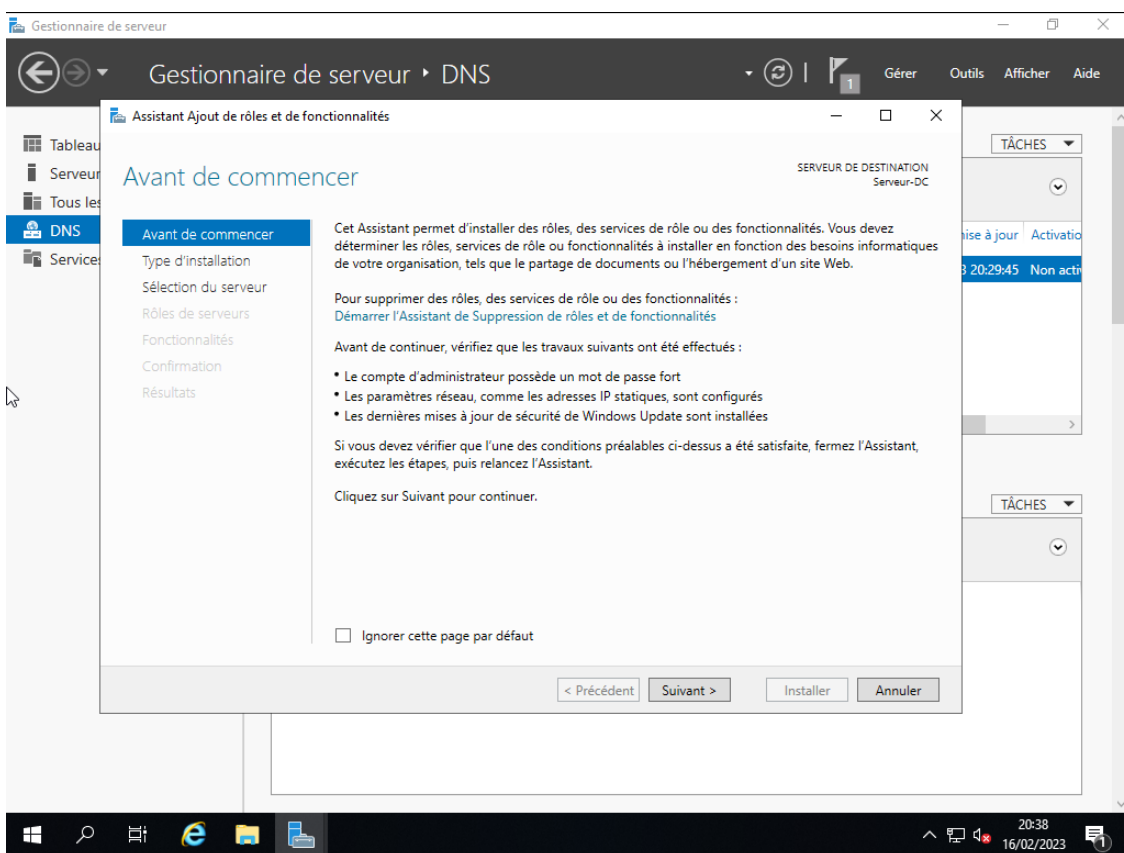 Gestionnaire de serveur
Gestionnaire de serveur DNS
1
Gérer Outils Afficher Aide
Assistant Ajout de rôles et de fonctionnalités
Tableau
Serveur
Tous les
DNS
Services
Avant de commencer
SERVEUR DE DESTINATION
Serveur-DC
Avant de commencer
Type d'installation
Sélection du serveur
Rôles de serveurs
Fonctionnalités
Confirmation
Résultats
Cet Assistant permet d'installer des rôles, des services de rôle ou des fonctionnalités. Vous devez
déterminer les rôles, services de rôle ou fonctionnalités à installer en fonction des besoins informatiques
de votre organisation, tels que le partage de documents ou l'hébergement d'un site Web.
Pour supprimer des rôles, des services de rôle ou des fonctionnalités :
Démarrer l'Assistant de Suppression de rôles et de fonctionnalités
Avant de continuer, vérifiez que les travaux suivants ont été effectués :
• Le compte d'administrateur possède un mot de passe fort
• Les paramètres réseau, comme les adresses IP statiques, sont configurés
• Les dernières mises à jour de sécurité de Windows Update sont installées
Si vous devez vérifier que l'une des conditions préalables ci-dessus a été satisfaite, fermez l'Assistant,
exécutez les étapes, puis relancez l'Assistant.
Cliquez sur Suivant pour continuer.
Ignorer cette page par défaut
< Précédent Suivant > Installer Annuler
TÂCHES
à jour Activatio
20:29:45 Non activ
TÂCHES
20:38
16/02/2023
1